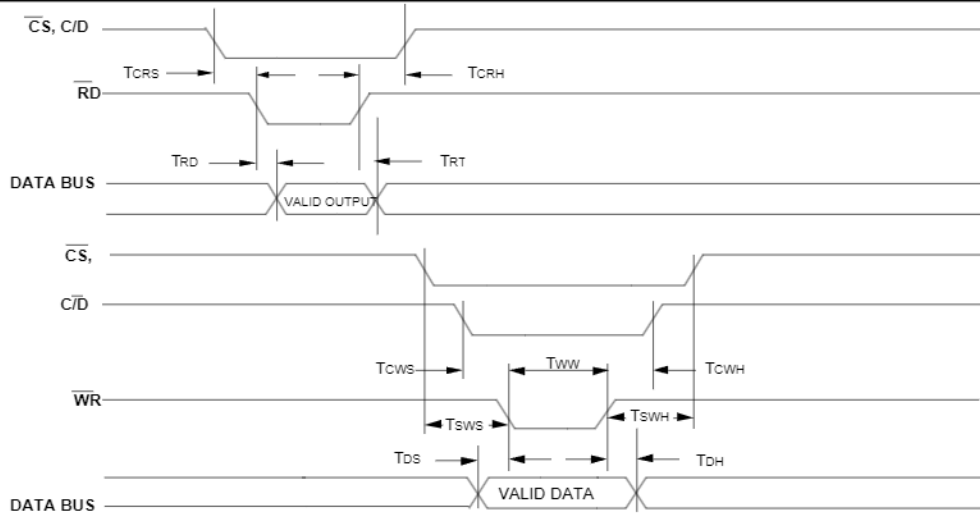 CS, C/D
TCRS
TCRH
RD
TRD
TRT
DATA BUS
VALID OUTPUT
CS,
C/D
TCWS
TWW
TCWH
WR
TSWS
TSWH
TDS
TDH
VALID DATA
DATA BUS